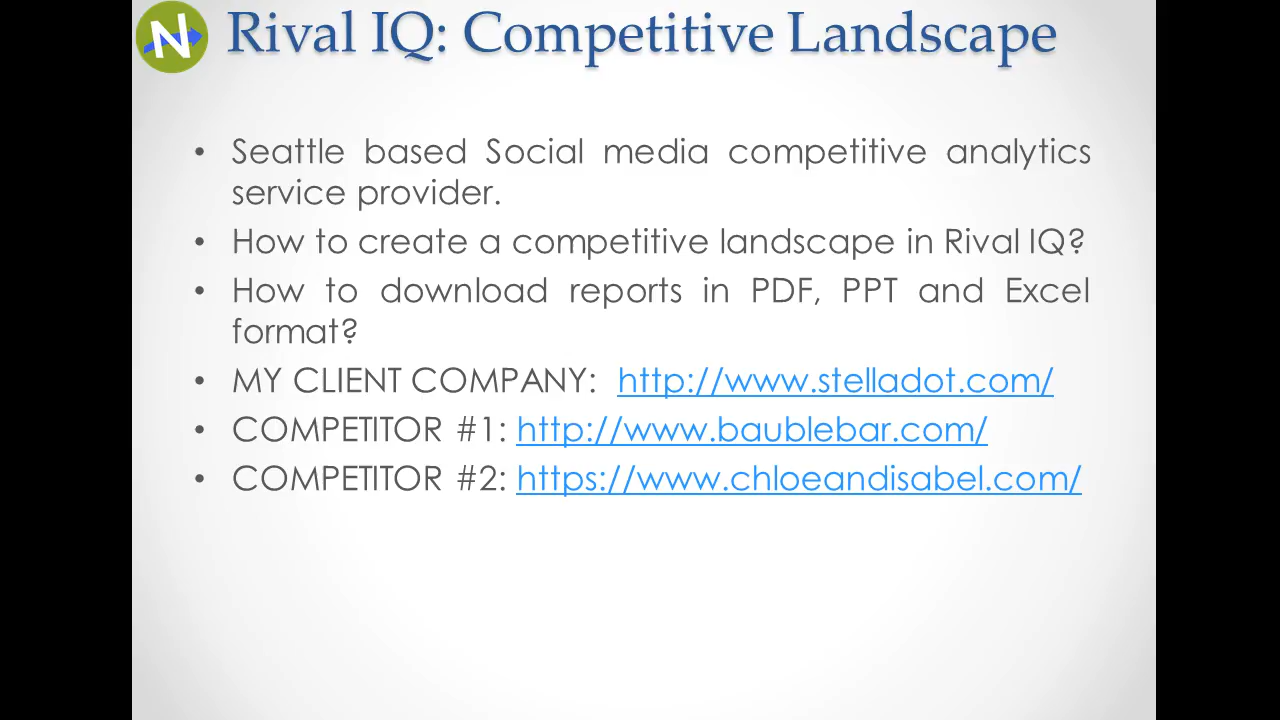 N
Rival IQ: Competitive Landscape
• Seattle based Social media competitive analytics
service provider.
• How to create a competitive landscape in Rival IQ?
• How to download reports in PDF, PPT and Excel
format?
• MY CLIENT COMPANY: http://www.stelladot.com/
• COMPETITOR #1: http://www.baublebar.com/
• COMPETITOR #2: https://www.chloeandisabel.com/